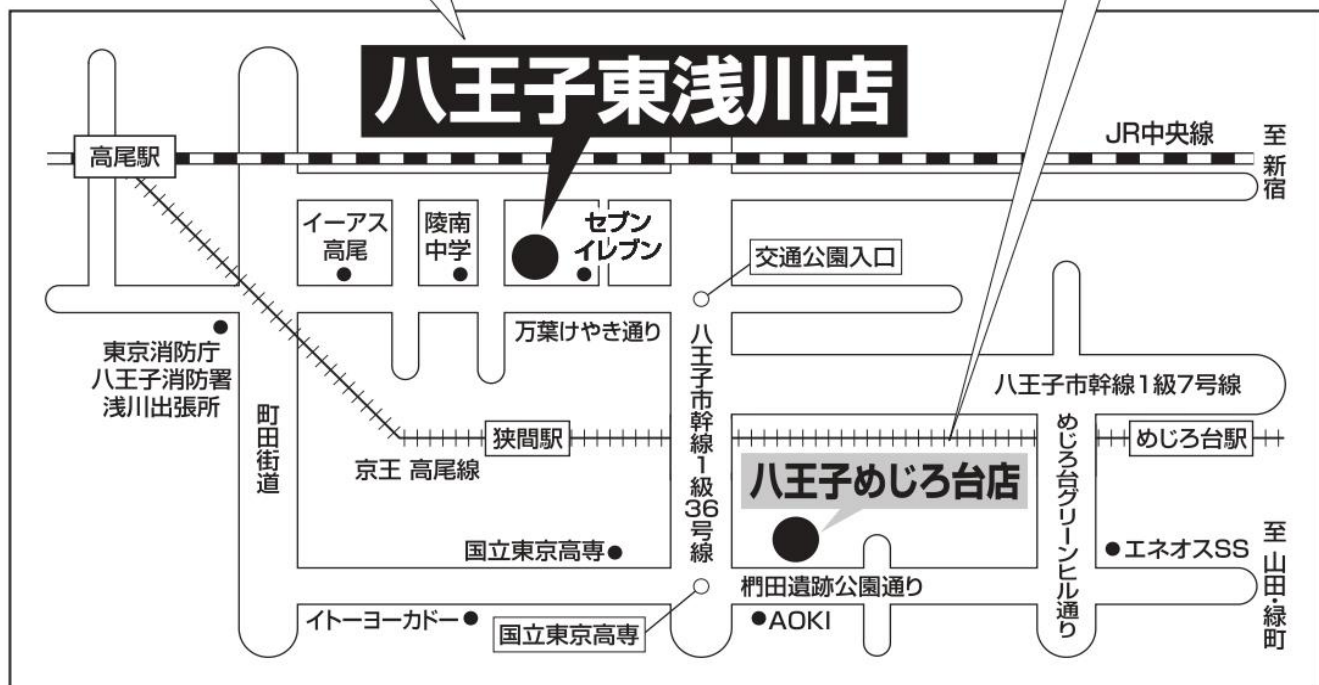 八王子東浅川店
JR中央線
至新宿
高尾駅
イーアス
高尾
陵南
中学
セブン
イレブン
交通公園入口
万葉けやき通り
東京消防庁
八王子消防署
浅川出張所
町田街道
八王子市幹線1級36号線
八王子市幹線1級7号線
狭間駅
めじろ台駅
京王 高尾線
八王子めじろ台店
めじろ台グリーンヒル通り
国立東京高専
エネオスSS
至山田・緑町
椚田遺跡公園通り
イトーヨーカドー
国立東京高専
AOKI